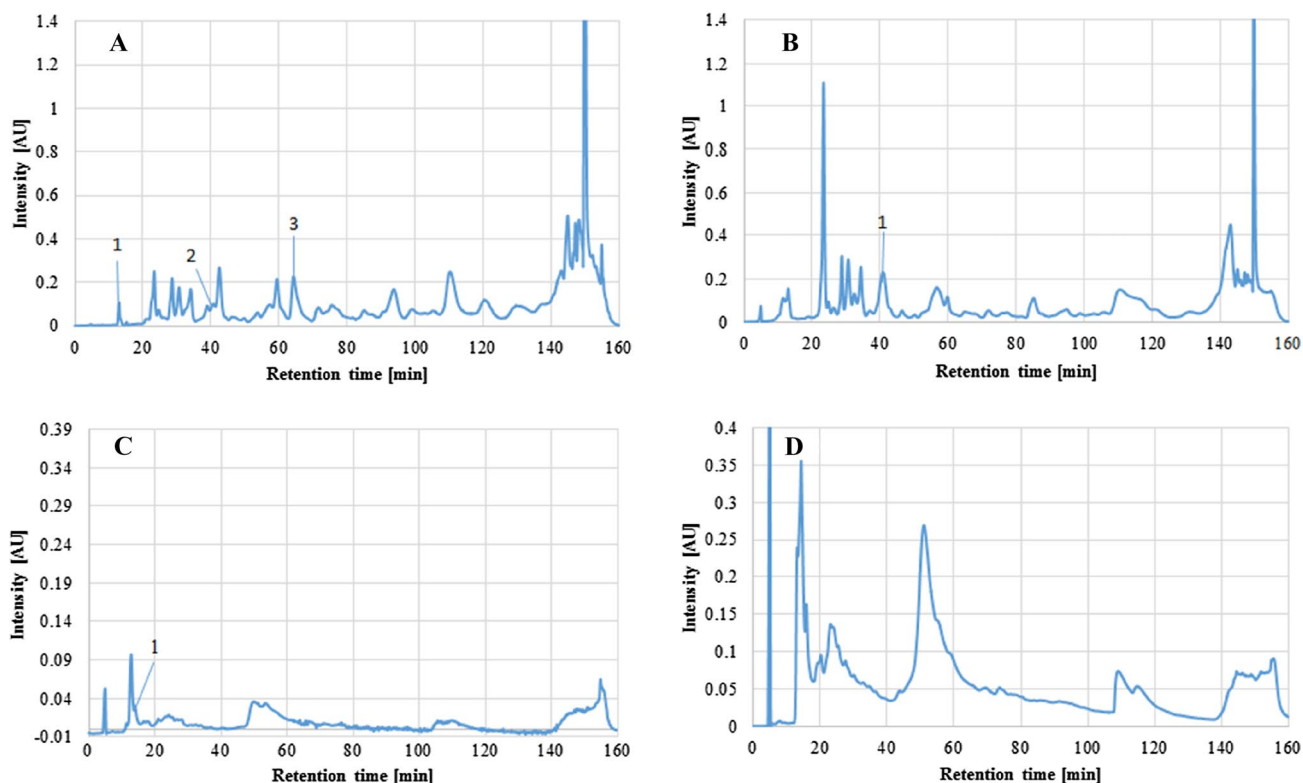 A
Intensity [AU]
1.4
1.2
1
0.8
0.6
0.4
0.2
0
1
2
3
0 20 40 60 80 100 120 140 160
Retention time [min]
B
Intensity [AU]
1.4
1.2
1
0.8
0.6
0.4
0.2
0
1
0 20 40 60 80 100 120 140 160
Retention time [min]
C
Intensity [AU]
0.39
0.34
0.29
0.24
0.19
0.14
0.09
0.04
-0.01
1
0 20 40 60 80 100 120 140 160
Retention time [min]
D
Intensity [AU]
0.4
0.35
0.3
0.25
0.2
0.15
0.1
0.05
0
0 20 40 60 80 100 120 140 160
Retention time [min]